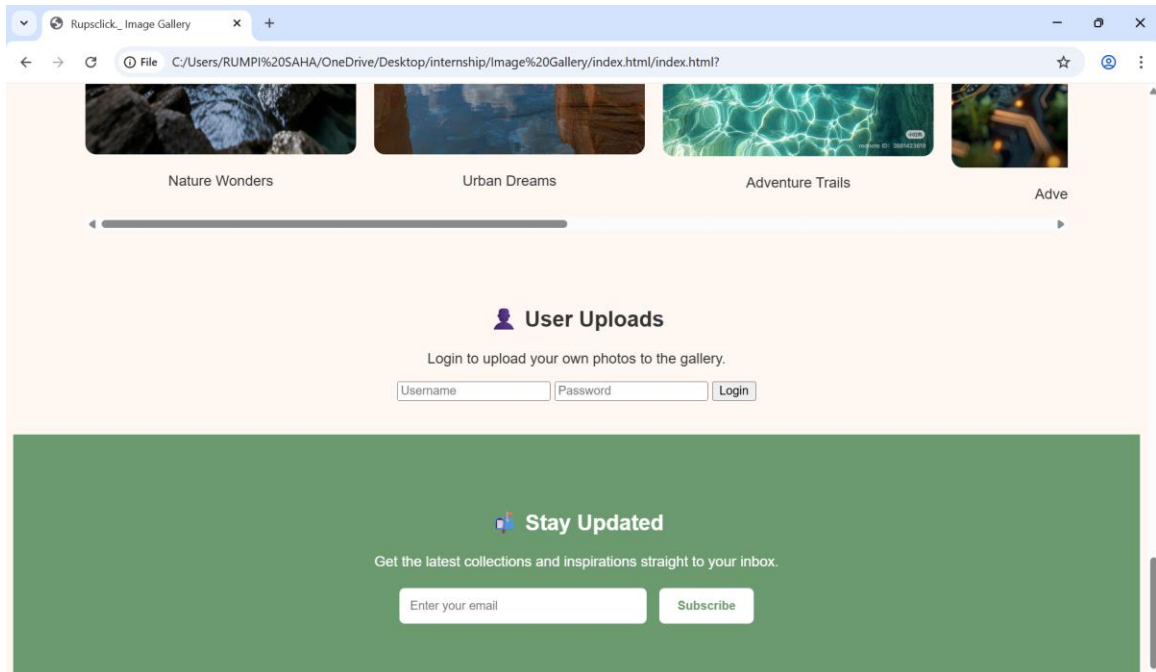 Rupsclick._ Image Gallery
File C:/Users/RUMPI%20SAHA/OneDrive/Desktop/internship/Image%20Gallery/index.html/index.html?
Nature Wonders
Urban Dreams
Adventure Trails
Adve
User Uploads
Login to upload your own photos to the gallery.
Username Password Login
Stay Updated
Get the latest collections and inspirations straight to your inbox.
Enter your email Subscribe